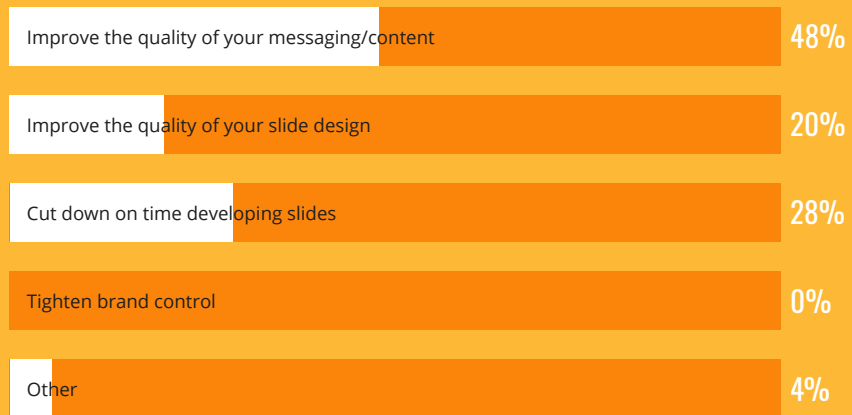 Improve the quality of your messaging/content 48%
Improve the quality of your slide design 20%
Cut down on time developing slides 28%
Tighten brand control 0%
Other 4%